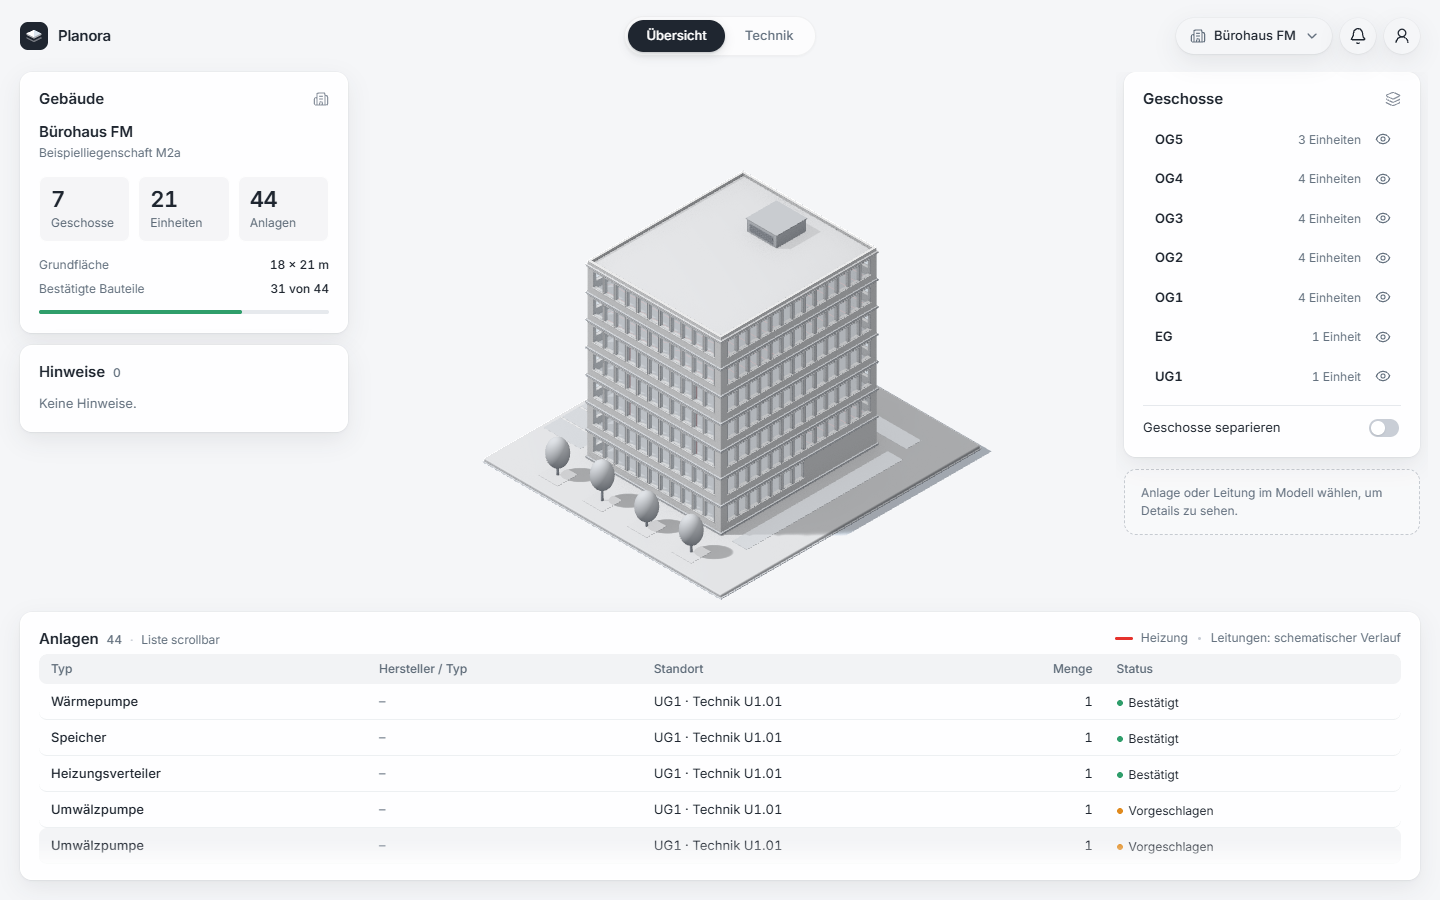 Planora
Übersicht
Technik
Bürohaus FM
Gebäude
Bürohaus FM
Beispielliegenschaft M2a
7
Geschosse
21
Einheiten
44
Anlagen
Grundfläche 18 × 21 m
Bestätigte Bauteile 31 von 44
Hinweise 0
Keine Hinweise.
Geschosse
OG5 3 Einheiten
OG4 4 Einheiten
OG3 4 Einheiten
OG2 4 Einheiten
OG1 4 Einheiten
EG 1 Einheit
UG1 1 Einheit
Geschosse separieren
Anlage oder Leitung im Modell wählen, um
Details zu sehen.
Anlagen 44 · Liste scrollbar
Heizung • Leitungen: schematischer Verlauf
Typ Hersteller / Typ Standort Menge Status
Wärmepumpe – UG1 · Technik U1.01 1 Bestätigt
Speicher – UG1 · Technik U1.01 1 Bestätigt
Heizungsverteiler – UG1 · Technik U1.01 1 Bestätigt
Umwälzpumpe – UG1 · Technik U1.01 1 Vorgeschlagen
Umwälzpumpe – UG1 · Technik U1.01 1 Vorgeschlagen